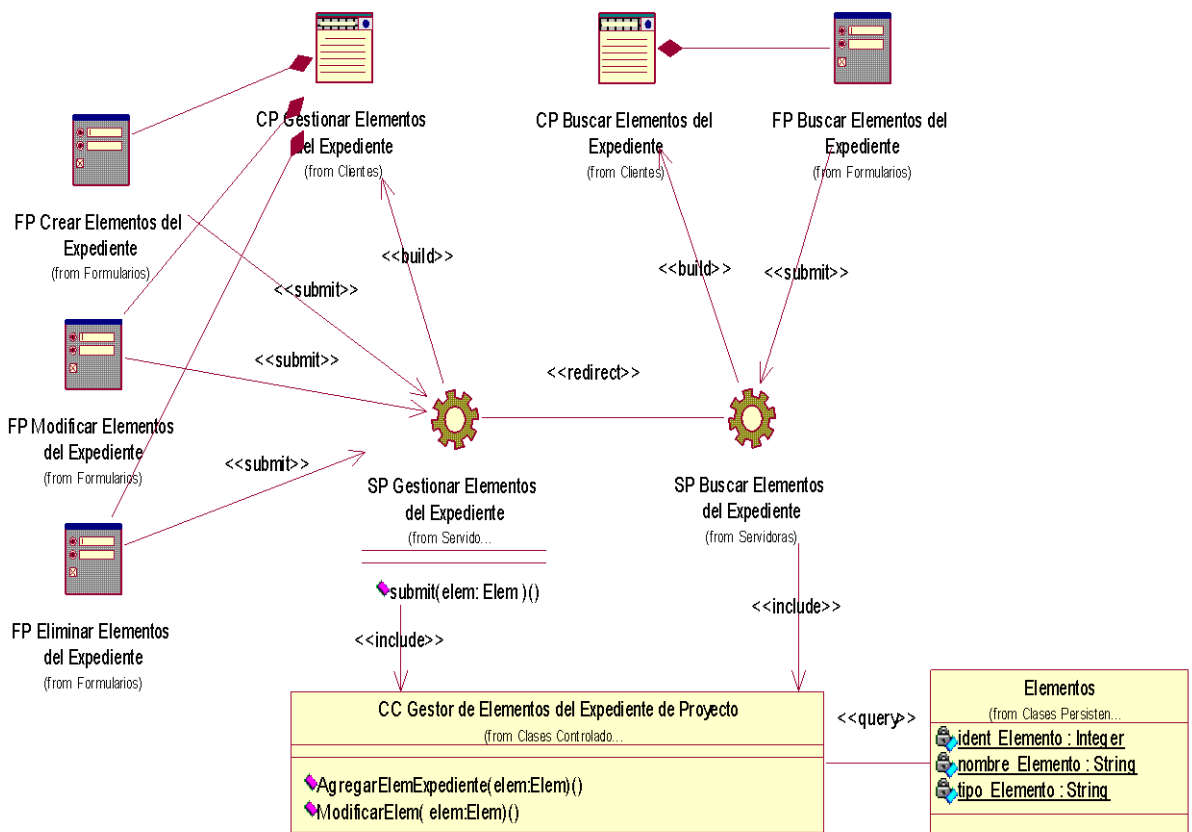 CP Gestionar Elementos
del Expediente
(from Clientes)
CP Buscar Elementos del
Expediente
(from Clientes)
FP Buscar Elementos del
Expediente
(from Formularios)
FP Crear Elementos del
Expediente
(from Formularios)
<<build>>
<<submit>>
<<build>>
<<submit>>
<<submit>>
<<redirect>>
FP Modificar Elementos
del Expediente
(from Formularios)
<<submit>>
SP Gestionar Elementos
del Expediente
(from Servido...
submit(elem: Elem )()
SP Buscar Elementos
del Expediente
(from Servidoras)
FP Eliminar Elementos
del Expediente
(from Formularios)
<<include>>
<<include>>
CC Gestor de Elementos del Expediente de Proyecto
(from Clases Controlado...
AgregarElemExpediente(elem:Elem)()
ModificarElem( elem:Elem)()
<<query>>
Elementos
(from Clases Persisten...
ident_Elemento : Integer
nombre_Elemento : String
tipo_Elemento : String